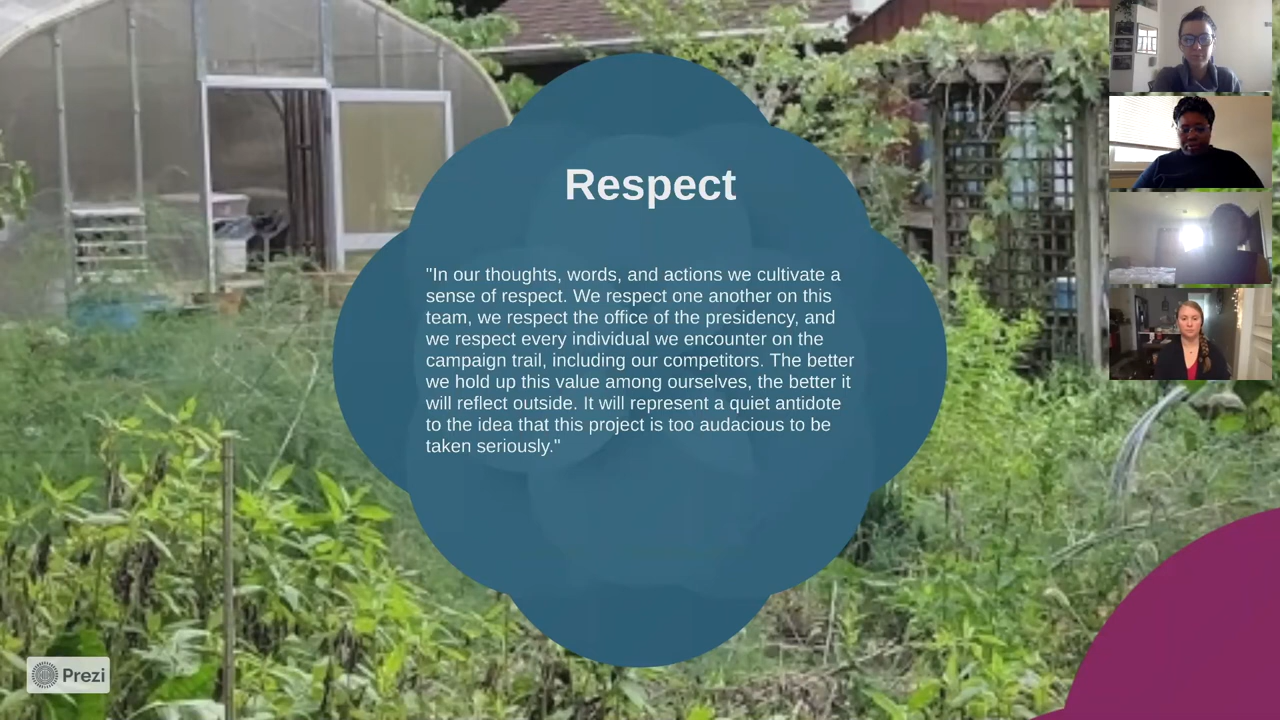 Respect
"In our thoughts, words, and actions we cultivate a
sense of respect. We respect one another on this
team, we respect the office of the presidency, and
we respect every individual we encounter on the
campaign trail, including our competitors. The better
we hold up this value among ourselves, the better it
will reflect outside. It will represent a quiet antidote
to the idea that this project is too audacious to be
taken seriously."
Prezi